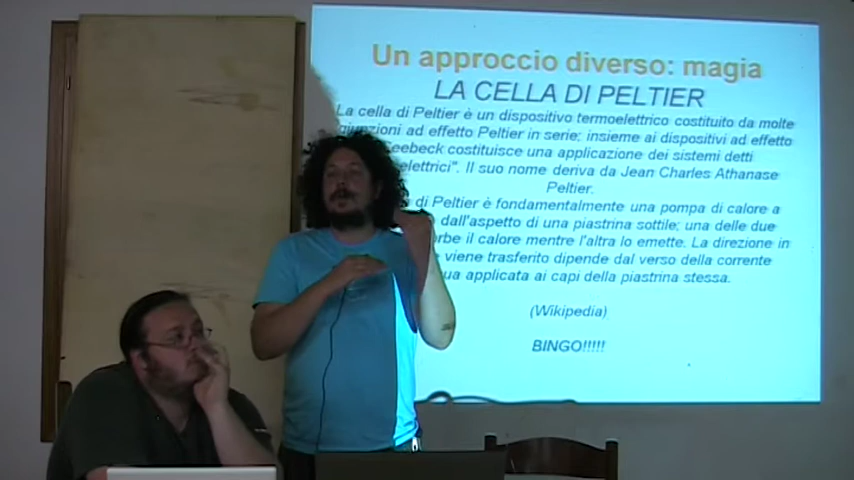 Un approccio diverso: magia
LA CELLA DI PELTIER
La cella di Peltier è un dispositivo termoelettrico costituito da molte
giunzioni ad effetto Peltier in serie; insieme ai dispositivi ad effetto
eebeck costituisce una applicazione dei sistemi detti
elettrici". Il suo nome deriva da Jean Charles Athanase
Peltier.
di Peltier è fondamentalmente una pompa di calore a
dall'aspetto di una piastrina sottile: una delle due
rbe il calore mentre l'altra lo emette. La direzione in
viene trasferito dipende dal verso della corrente
ua applicata ai capi della piastrina stessa.
(Wikipedia)
BINGO!!!!!